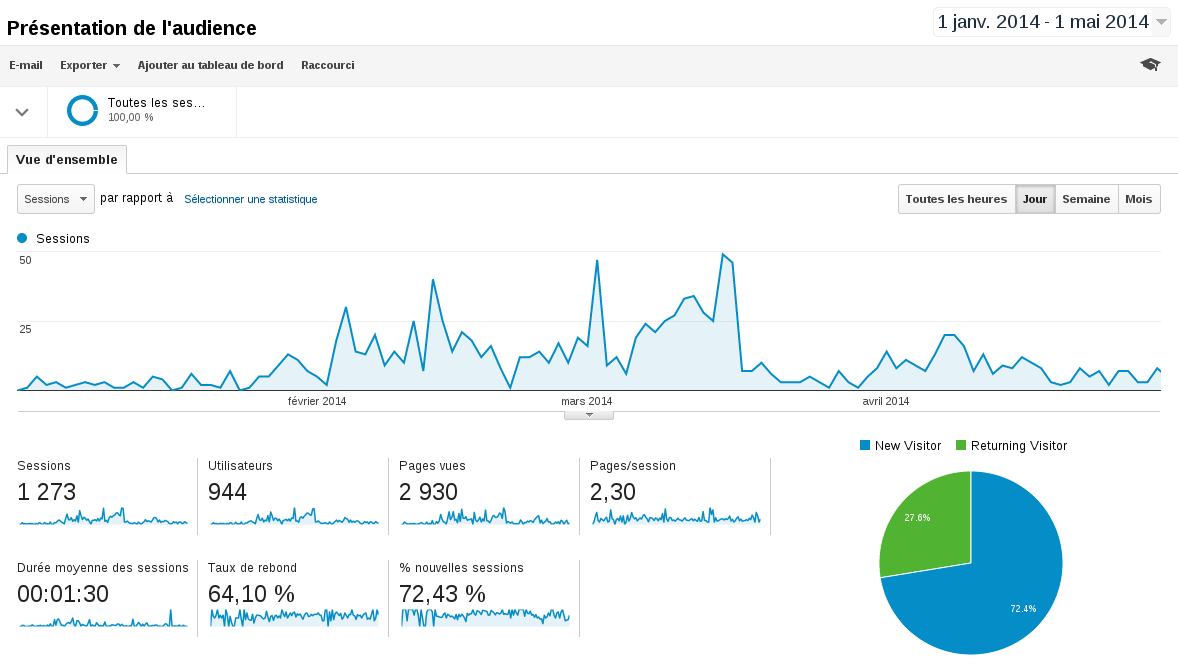 Présentation de l'audience
1 janv. 2014 - 1 mai 2014
E-mail Exporter Ajouter au tableau de bord Raccourci
Toutes les ses...
100,00 %
Vue d'ensemble
Sessions par rapport à Sélectionner une statistique
Toutes les heures Jour Semaine Mois
Sessions
50
25
février 2014 mars 2014 avril 2014
New Visitor Returning Visitor
Sessions Utilisateurs Pages vues Pages/session
1 273 944 2 930 2,30
27.6%
Durée moyenne des sessions Taux de rebond % nouvelles sessions
00:01:30 64,10 % 72,43 %
72.4%